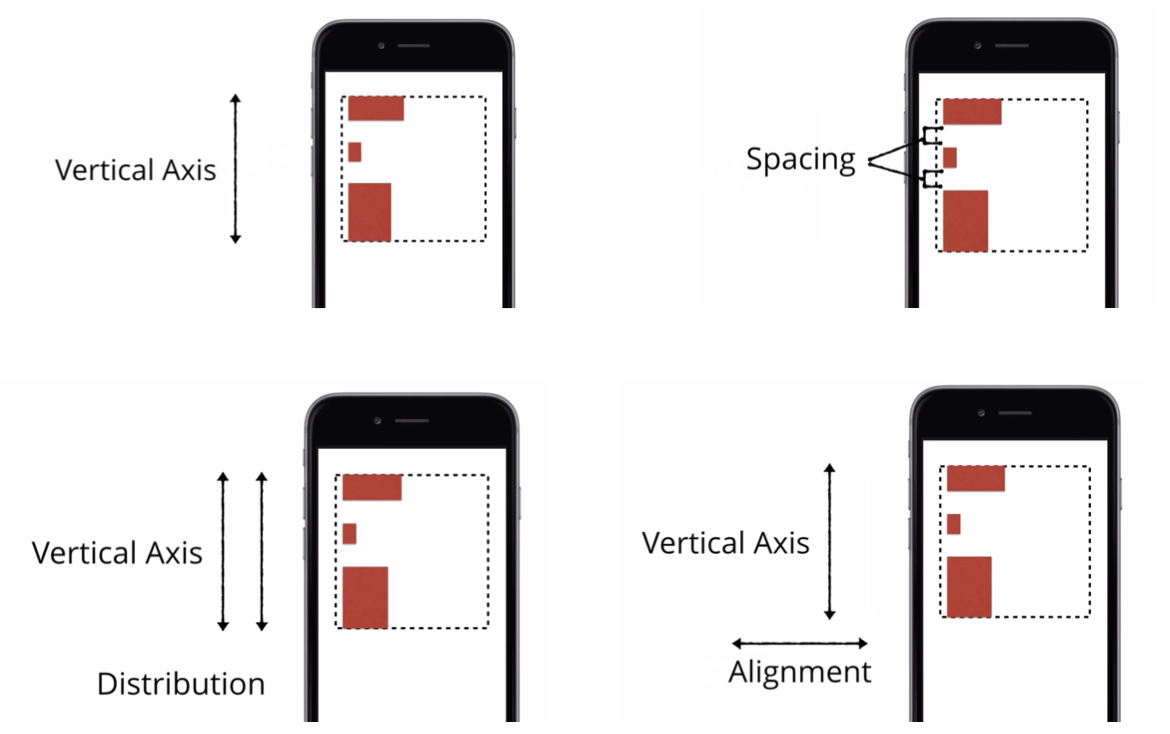 Vertical Axis
Spacing
Vertical Axis
Distribution
Vertical Axis
Alignment